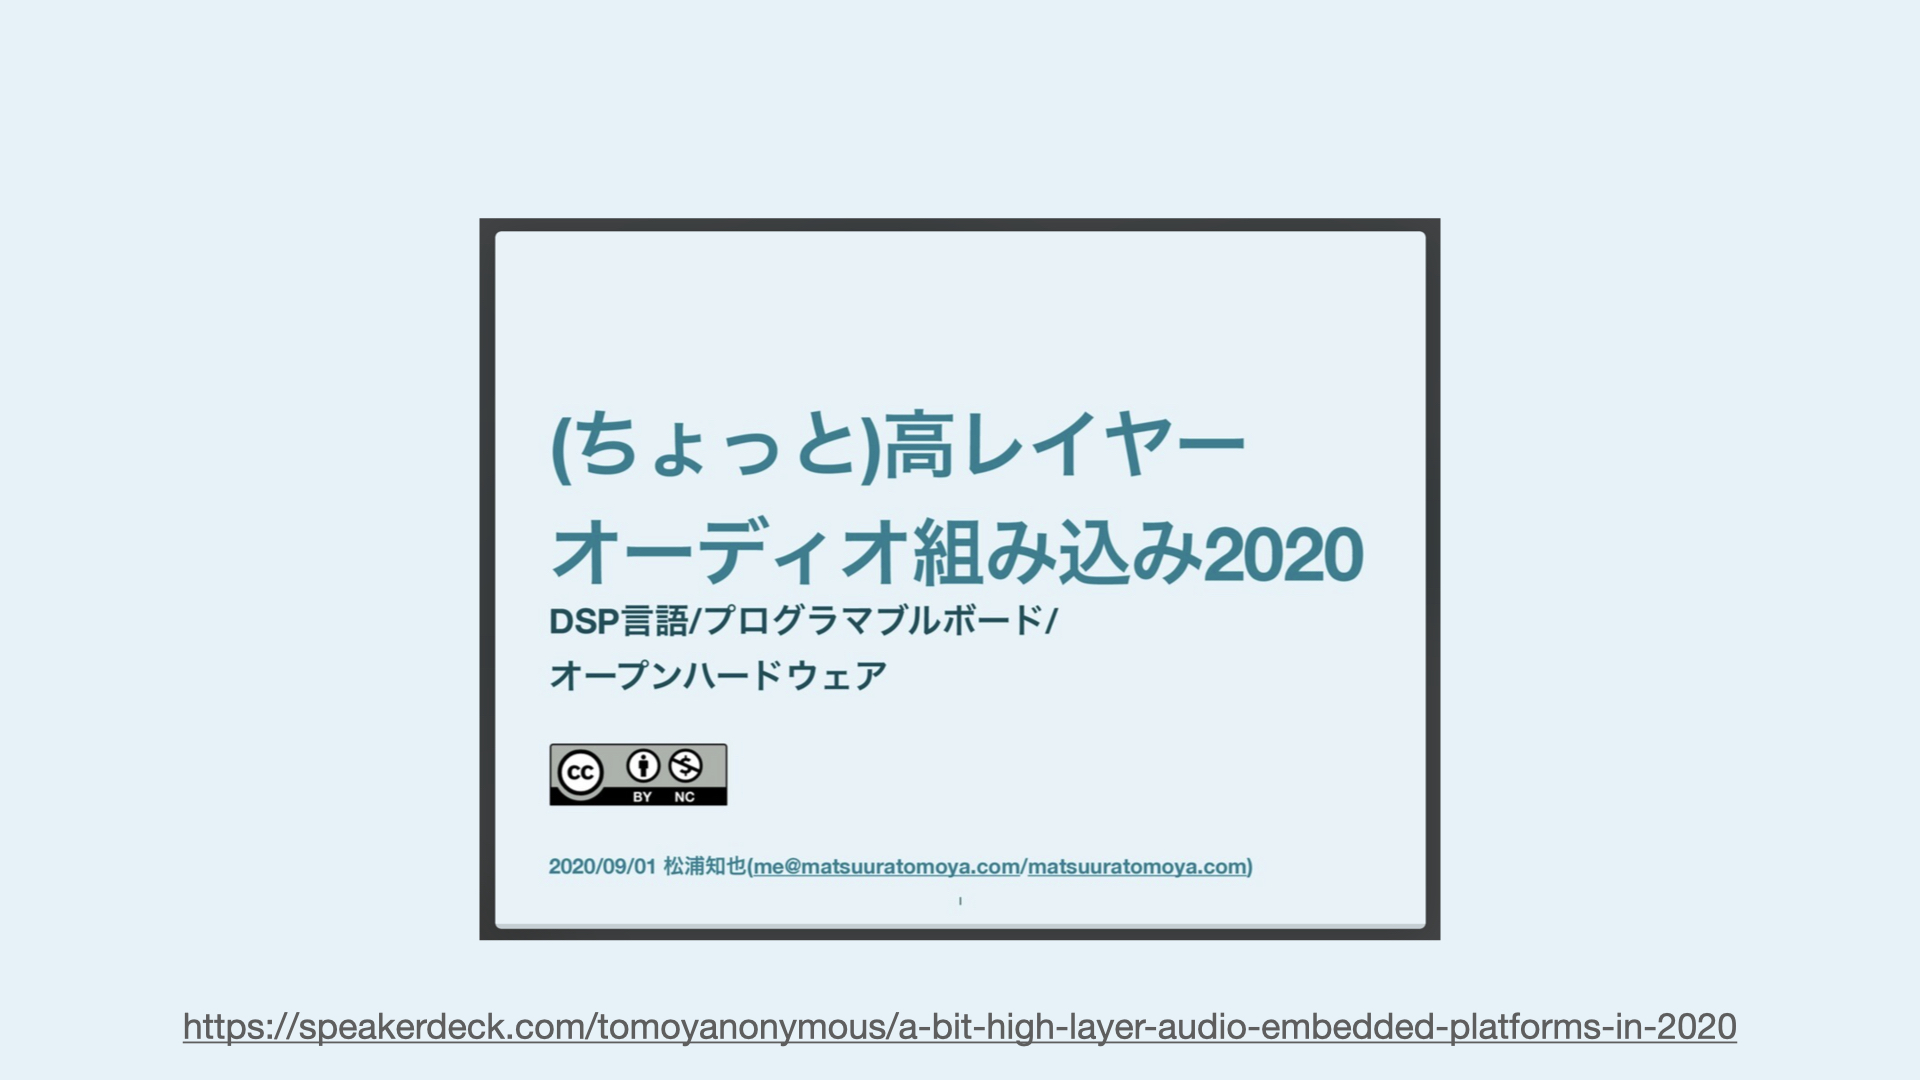 (ちょっと)高レイヤー
オーディオ組み込み2020
DSP言語/プログラマブルボード/
オープンハードウェア
cc
BY NC
2020/09/01 松浦知也(me@matsuuratomoya.com/matsuuratomoya.com)
1
https://speakerdeck.com/tomoyanonymous/a-bit-high-layer-audio-embedded-platforms-in-2020